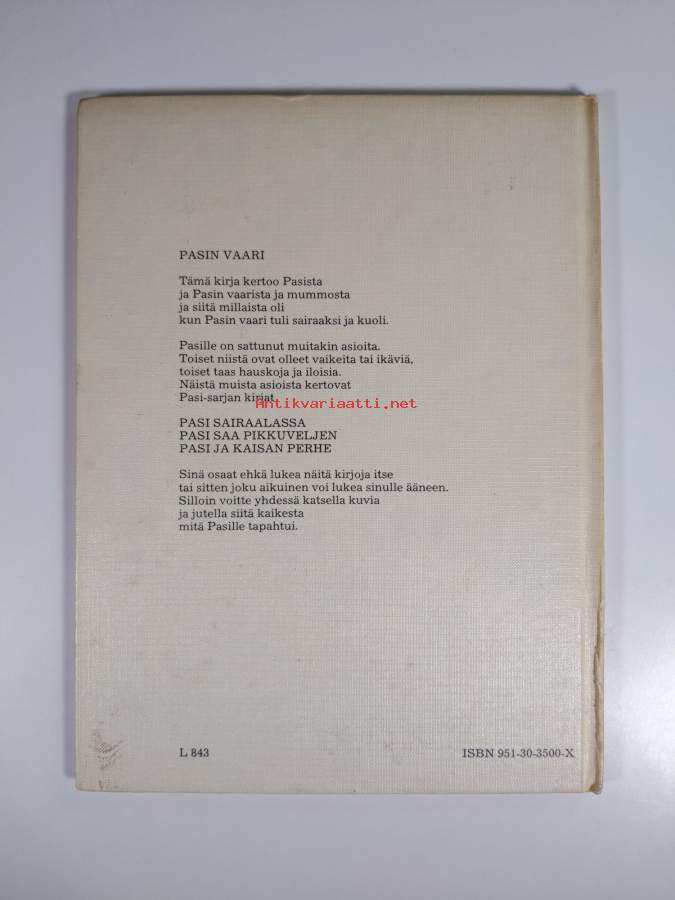 PASIN VAARI
Tämä kirja kertoo Pasista
ja Pasin vaarista ja mummosta
ja siitä millaista oli
kun Pasin vaari tuli sairaaksi ja kuoli.
Pasille on sattunut muitakin asioita.
Toiset niistä ovat olleet vaikeita tai ikäviä,
toiset taas hauskoja ja iloisia.
Näistä muista asioista kertovat
Pasi-sarjan kirjat
Antikvariaatti.net
PASI SAIRAALASSA
PASI SAA PIKKUVELJEN
PASI JA KAISAN PERHE
Sinä osaat ehkä lukea näitä kirjoja itse
tai sitten joku aikuinen voi lukea sinulle ääneen.
Silloin voitte yhdessä katsella kuvia
ja jutella siitä kaikesta
mitä Pasille tapahtui.
L 843
ISBN 951-30-3500-X